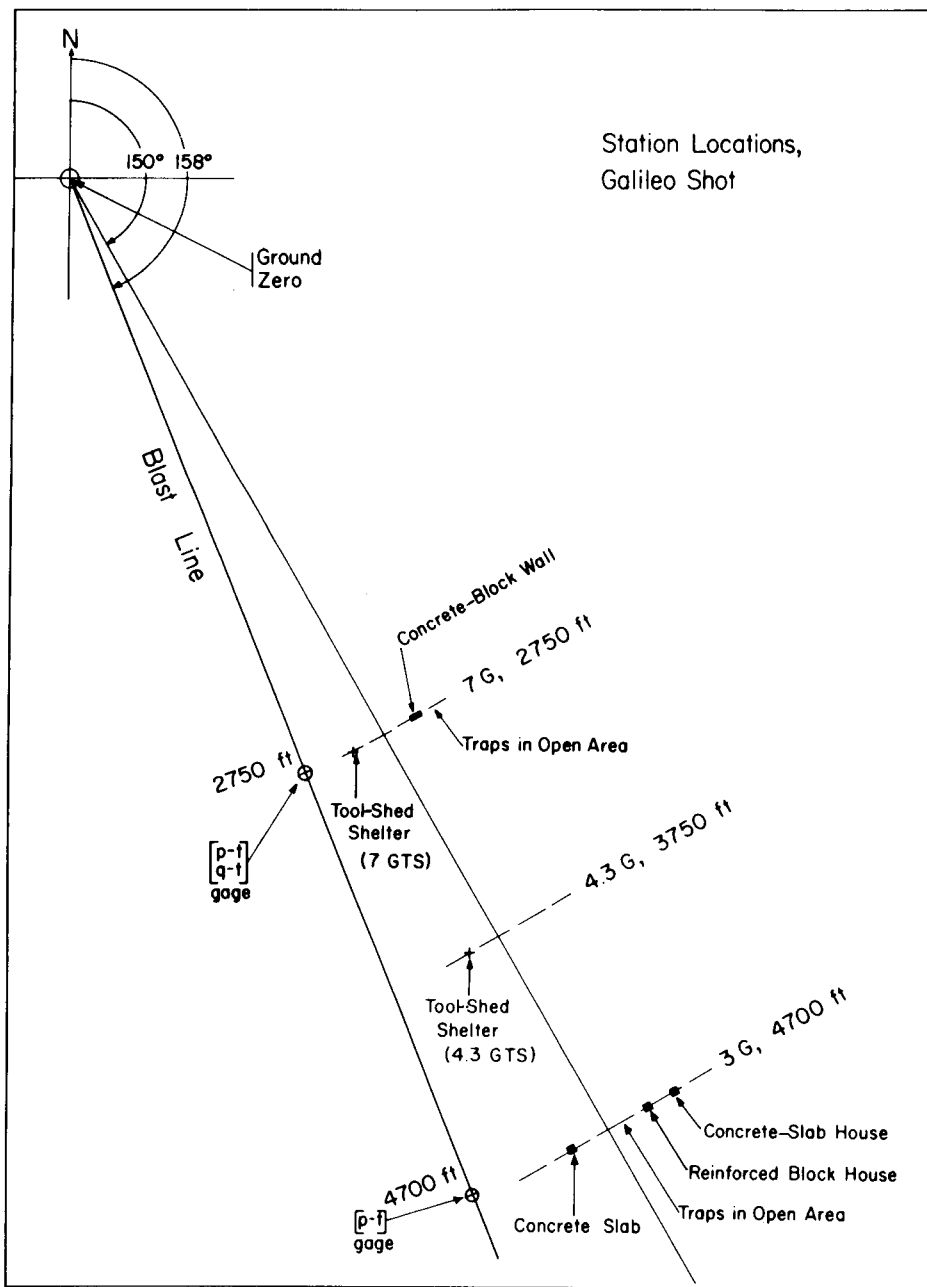 N
150° 158°
Station Locations,
Galileo Shot
Ground
Zero
Blast Line
Concrete-Block Wall
7 G, 2750 ft
Traps in Open Area
2750 ft
Tool-Shed
Shelter
(7 GTS)
[p-t
q-t]
gage
4.3 G, 3750 ft
Tool-Shed
Shelter
(4.3 GTS)
3 G, 4700 ft
Concrete-Slab House
Reinforced Block House
Traps in Open Area
Concrete Slab
4700 ft
[p-t]
gage